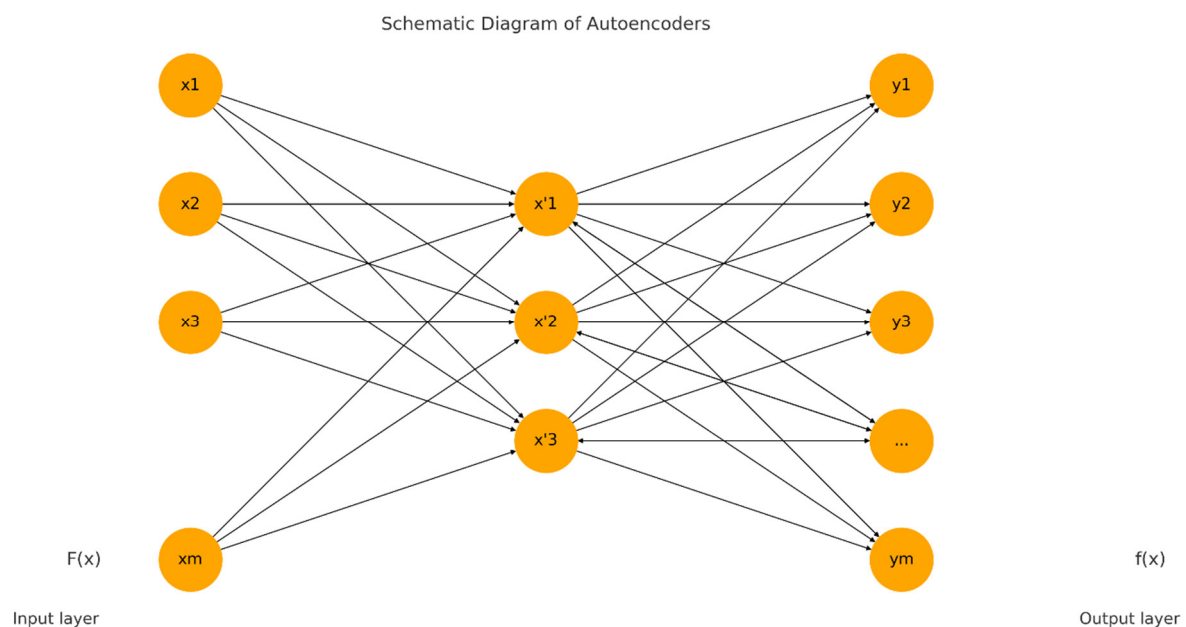 Schematic Diagram of Autoencoders
x1
y1
x2
x'1
y2
x3
x'2
y3
x'3
...
F(x)
xm
ym
f(x)
Input layer
Output layer